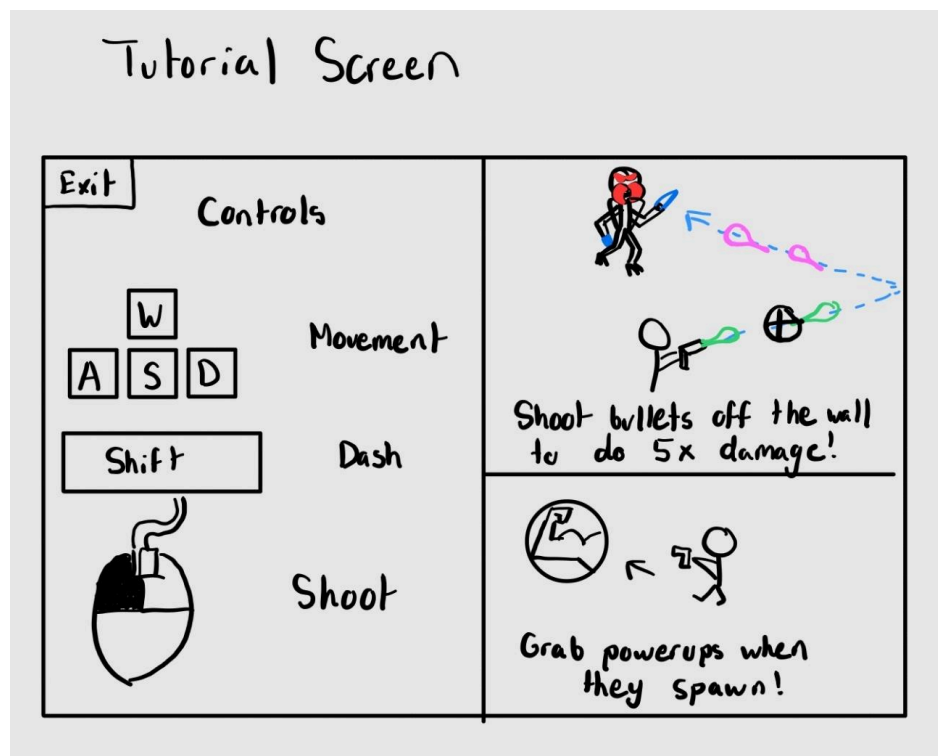 Tutorial Screen
Exit
Controls
W
A S D
Movement
Shift
Dash
Shoot
Shoot bullets off the wall
to do 5x damage!
Grab powerups when
they spawn!